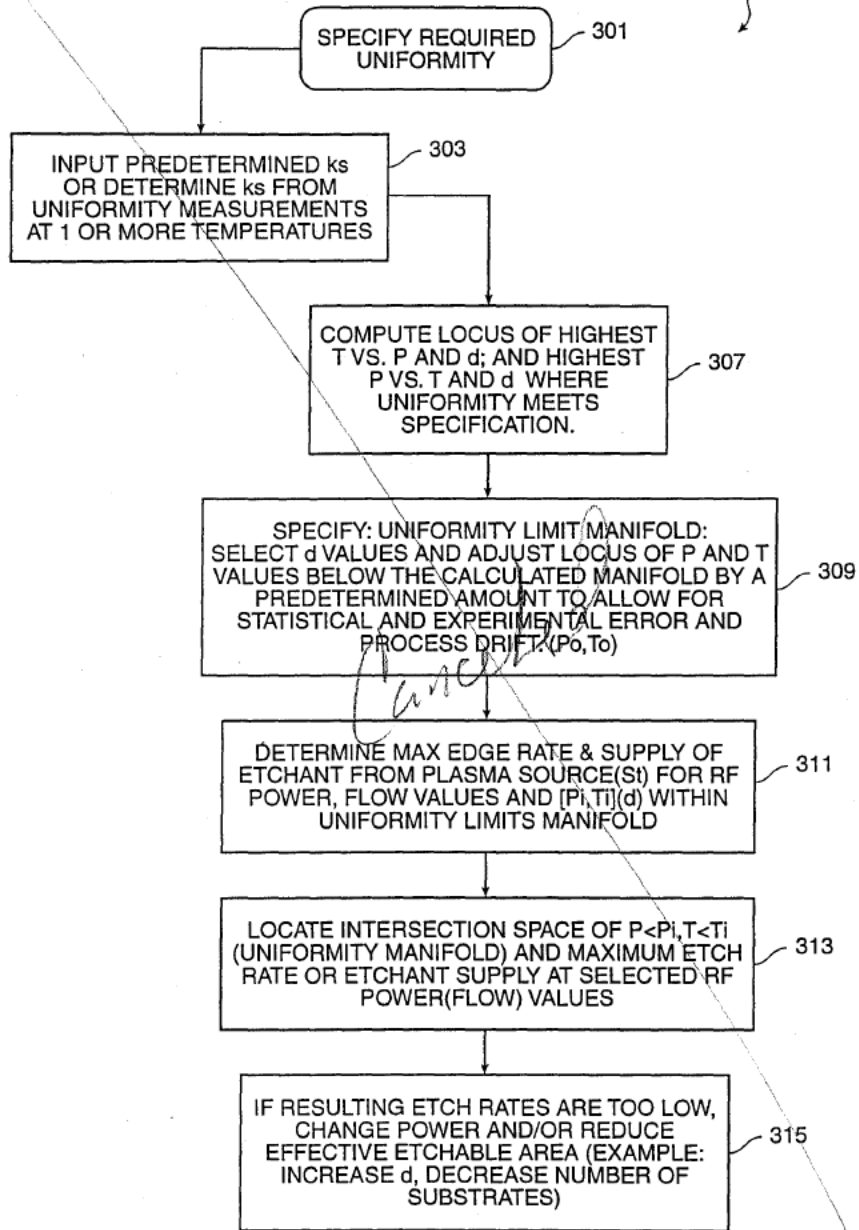 SPECIFY REQUIRED
UNIFORMITY
301
INPUT PREDETERMINED ks
OR DETERMINE ks FROM
UNIFORMITY MEASUREMENTS
AT 1 OR MORE TEMPERATURES
303
COMPUTE LOCUS OF HIGHEST
T VS. P AND d; AND HIGHEST
P VS. T AND d WHERE
UNIFORMITY MEETS
SPECIFICATION.
307
SPECIFY: UNIFORMITY LIMIT MANIFOLD:
SELECT d VALUES AND ADJUST LOCUS OF P AND T
VALUES BELOW THE CALCULATED MANIFOLD BY A
PREDETERMINED AMOUNT TO ALLOW FOR
STATISTICAL AND EXPERIMENTAL ERROR AND
PROCESS DRIFT.(Po,To)
309
Canceled
DETERMINE MAX EDGE RATE & SUPPLY OF
ETCHANT FROM PLASMA SOURCE(St) FOR RF
POWER, FLOW VALUES AND [Pi,Ti](d) WITHIN
UNIFORMITY LIMITS MANIFOLD
311
LOCATE INTERSECTION SPACE OF P<Pi,T<Ti
(UNIFORMITY MANIFOLD) AND MAXIMUM ETCH
RATE OR ETCHANT SUPPLY AT SELECTED RF
POWER(FLOW) VALUES
313
IF RESULTING ETCH RATES ARE TOO LOW,
CHANGE POWER AND/OR REDUCE
EFFECTIVE ETCHABLE AREA (EXAMPLE:
INCREASE d, DECREASE NUMBER OF
SUBSTRATES)
315